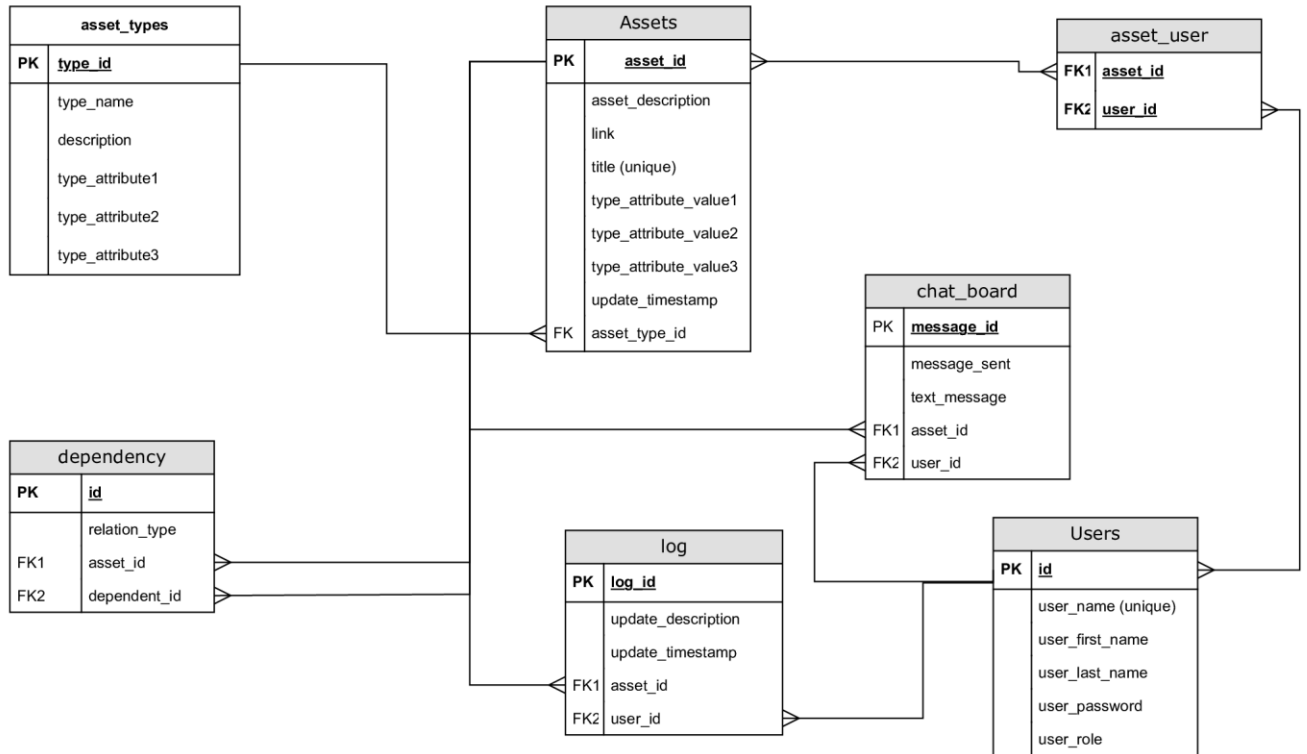 asset_types
PK type_id
type_name
description
type_attribute1
type_attribute2
type_attribute3
Assets
PK asset_id
asset_description
link
title (unique)
type_attribute_value1
type_attribute_value2
type_attribute_value3
update_timestamp
FK asset_type_id
asset_user
FK1 asset_id
FK2 user_id
chat_board
PK message_id
message_sent
text_message
FK1 asset_id
FK2 user_id
dependency
PK id
relation_type
FK1 asset_id
FK2 dependent_id
log
PK log_id
update_description
update_timestamp
FK1 asset_id
FK2 user_id
Users
PK id
user_name (unique)
user_first_name
user_last_name
user_password
user_role